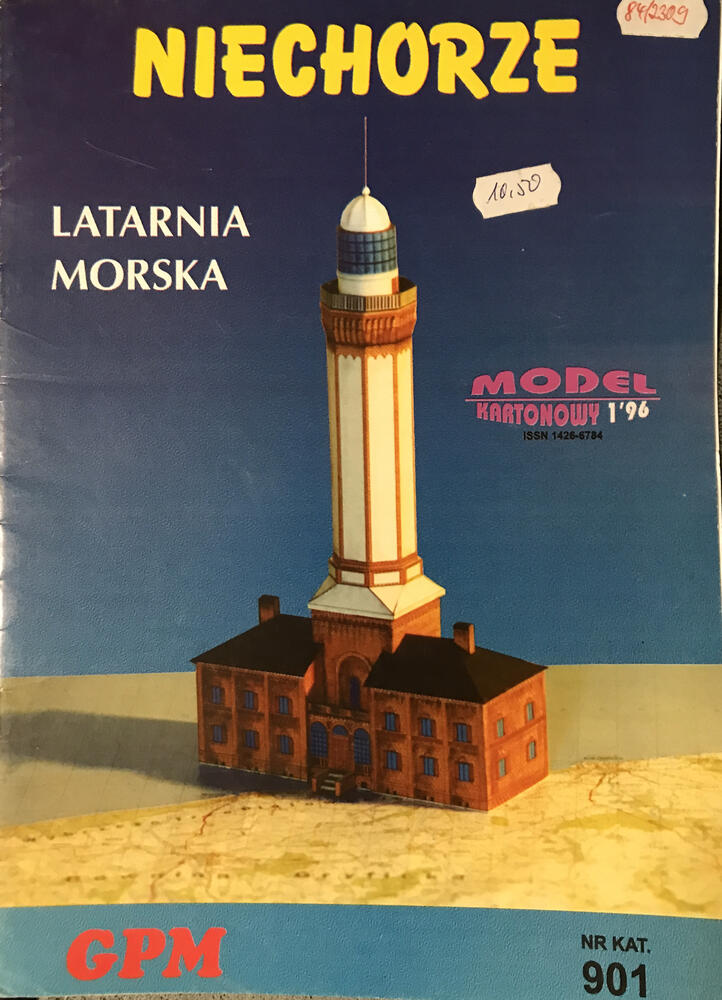 84/2309
NIECHORZE
10,50
LATARNIA
MORSKA
MODEL
KARTONOWY 1'96
ISSN 1426-6784
GPM
NR KAT.
901